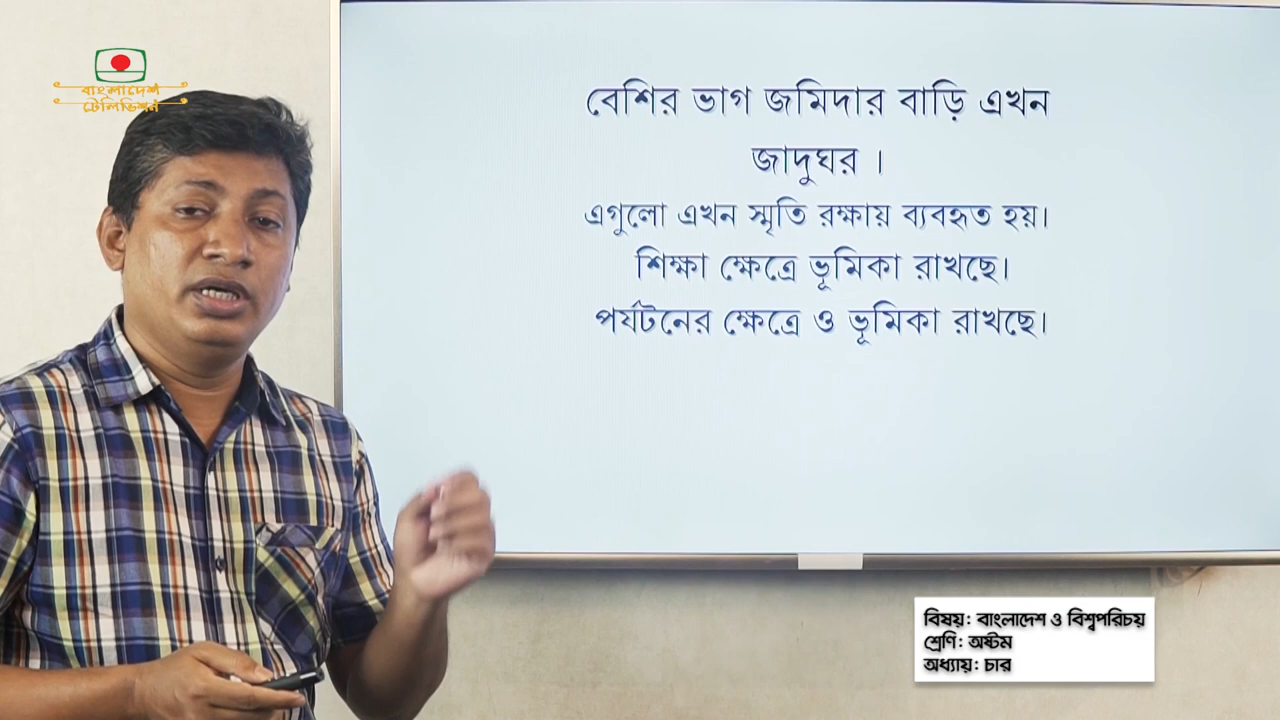 বাংলাদেশ
টেলিভিশন
বেশির ভাগ জমিদার বাড়ি এখন
জাদুঘর ।
এগুলো এখন স্মৃতি রক্ষায় ব্যবহৃত হয়।
শিক্ষা ক্ষেত্রে ভূমিকা রাখছে।
পর্যটনের ক্ষেত্রে ও ভূমিকা রাখছে।
বিষয়: বাংলাদেশ ও বিশ্বপরিচয়
শ্রেণি: অষ্টম
অধ্যায়: চার